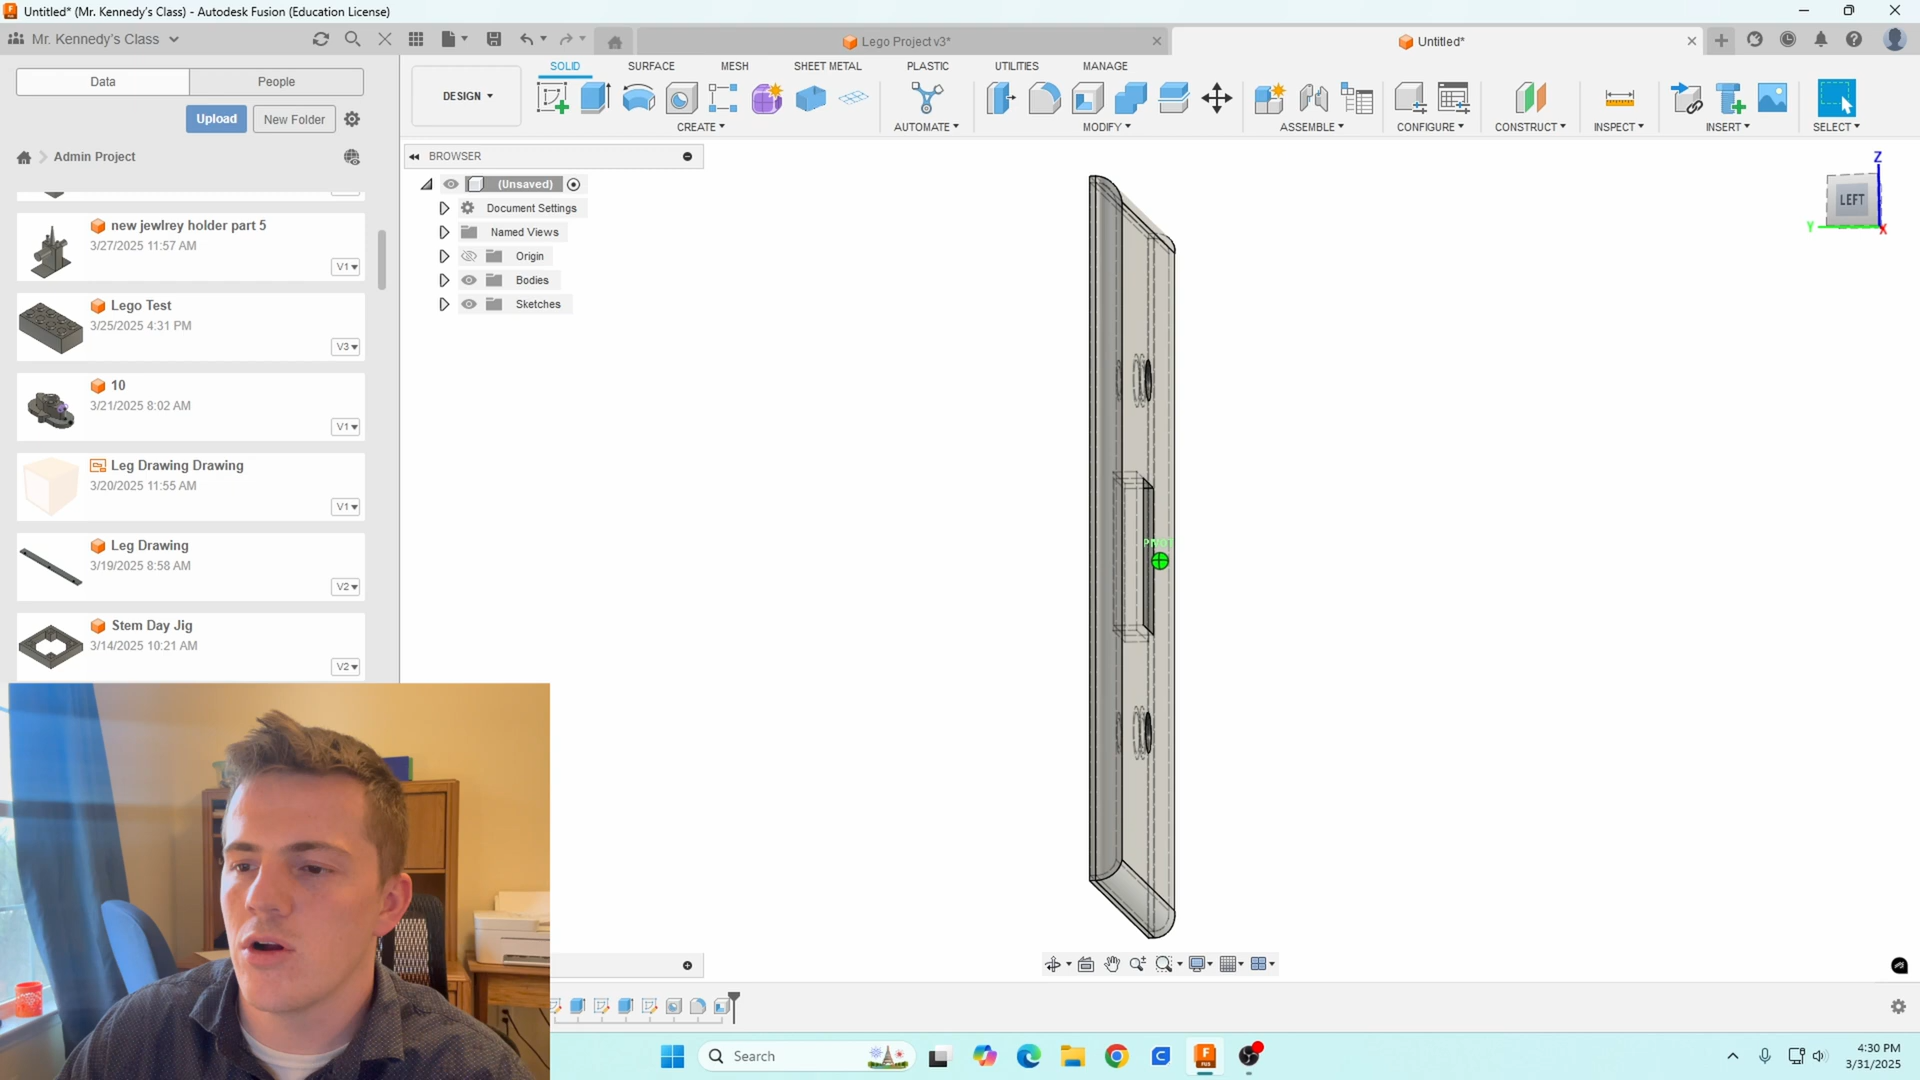 Untitled* (Mr. Kennedy's Class) - Autodesk Fusion (Education License)
Mr. Kennedy's Class
Lego Project v3*
Untitled*
Data
People
Upload
New Folder
Admin Project
new jewlrey holder part 5
3/27/2025 11:57 AM
V1
Lego Test
3/25/2025 4:31 PM
V3
10
3/21/2025 8:02 AM
V1
Leg Drawing Drawing
3/20/2025 11:55 AM
V1
Leg Drawing
3/19/2025 8:58 AM
V2
Stem Day Jig
3/14/2025 10:21 AM
V2
DESIGN
SOLID
SURFACE
MESH
SHEET METAL
PLASTIC
UTILITIES
MANAGE
CREATE
AUTOMATE
MODIFY
ASSEMBLE
CONFIGURE
CONSTRUCT
INSPECT
INSERT
SELECT
BROWSER
(Unsaved)
Document Settings
Named Views
Origin
Bodies
Sketches
Z
LEFT
Y
X
Search
4:30 PM
3/31/2025